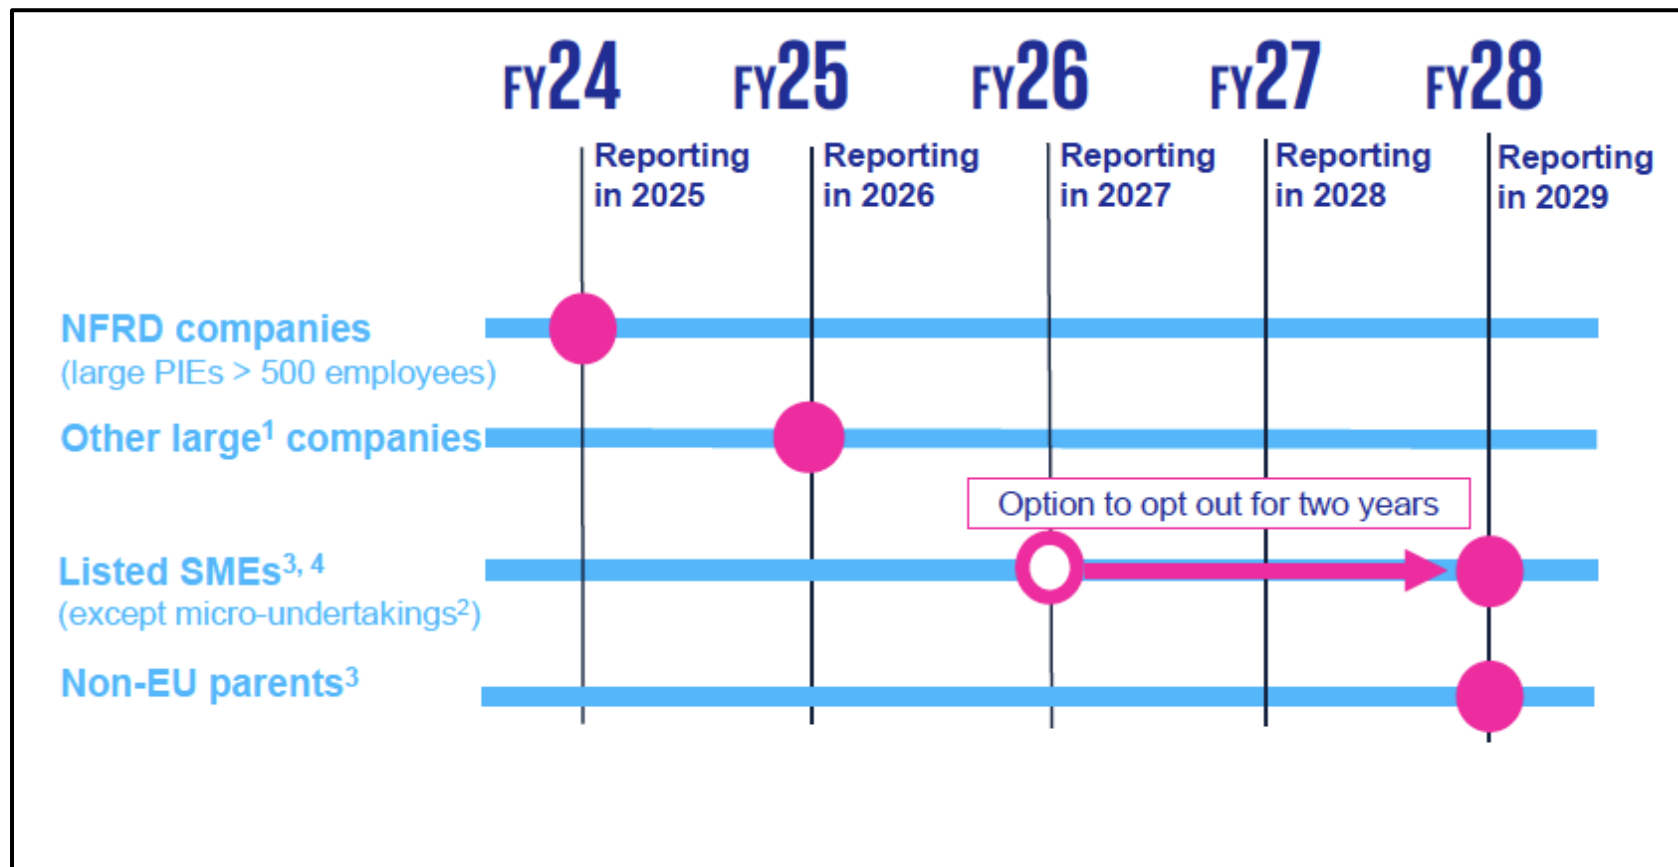 FY24 FY25 FY26 FY27 FY28
Reporting in 2025
Reporting in 2026
Reporting in 2027
Reporting in 2028
Reporting in 2029
NFRD companies
(large PIEs > 500 employees)
Other large¹ companies
Option to opt out for two years
Listed SMEs³, ⁴
(except micro-undertakings²)
Non-EU parents³